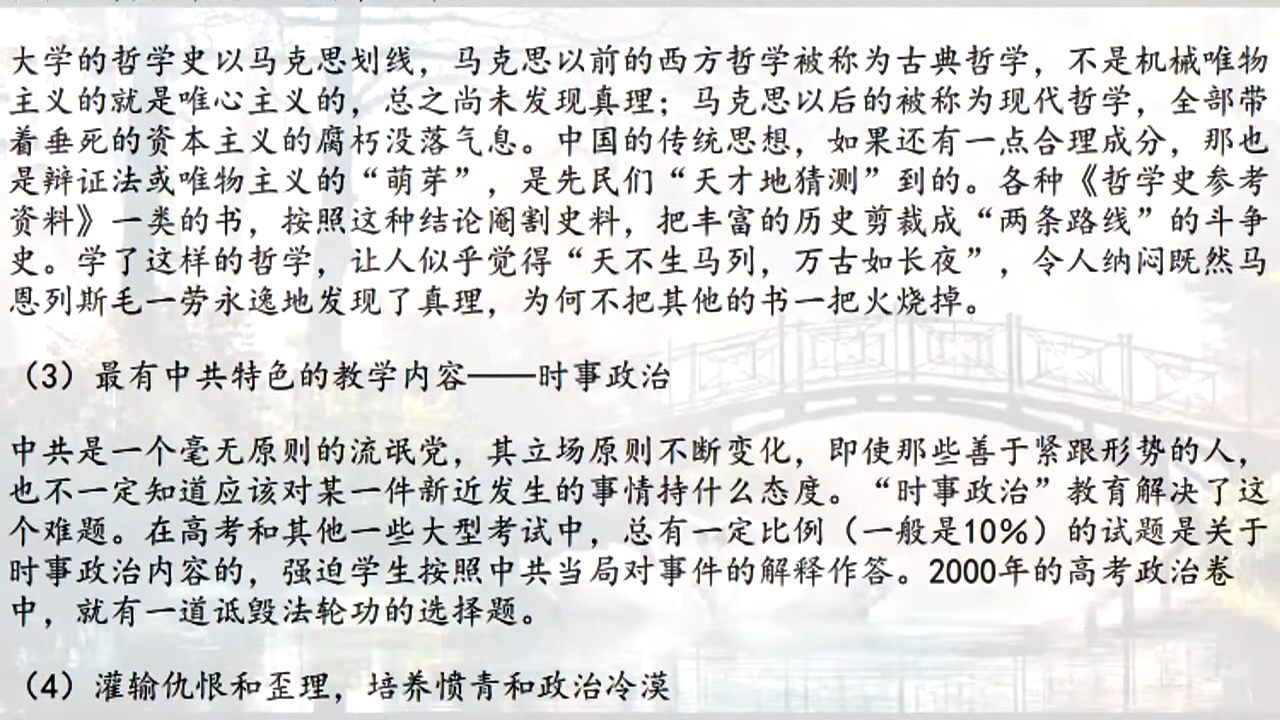 大学的哲学史以马克思划线，马克思以前的西方哲学被称为古典哲学，不是机械唯物
主义的就是唯心主义的，总之尚未发现真理；马克思以后的被称为现代哲学，全部带
着垂死的资本主义的腐朽没落气息。中国的传统思想，如果还有一点合理成分，那也
是辩证法或唯物主义的“萌芽”，是先民们“天才地猜测”到的。各种《哲学史参考
资料》一类的书，按照这种结论阉割史料，把丰富的历史剪裁成“两条路线”的斗争
史。学了这样的哲学，让人似乎觉得“天不生马列，万古如长夜”，令人纳闷既然马
恩列斯毛一劳永逸地发现了真理，为何不把其他的书一把火烧掉。
（3）最有中共特色的教学内容——时事政治
中共是一个毫无原则的流氓党，其立场原则不断变化，即使那些善于紧跟形势的人，
也不一定知道应该对某一件新近发生的事情持什么态度。“时事政治”教育解决了这
个难题。在高考和其他一些大型考试中，总有一定比例（一般是10%）的试题是关于
时事政治内容的，强迫学生按照中共当局对事件的解释作答。2000年的高考政治卷
中，就有一道诋毁法轮功的选择题。
（4）灌输仇恨和歪理，培养愤青和政治冷漠